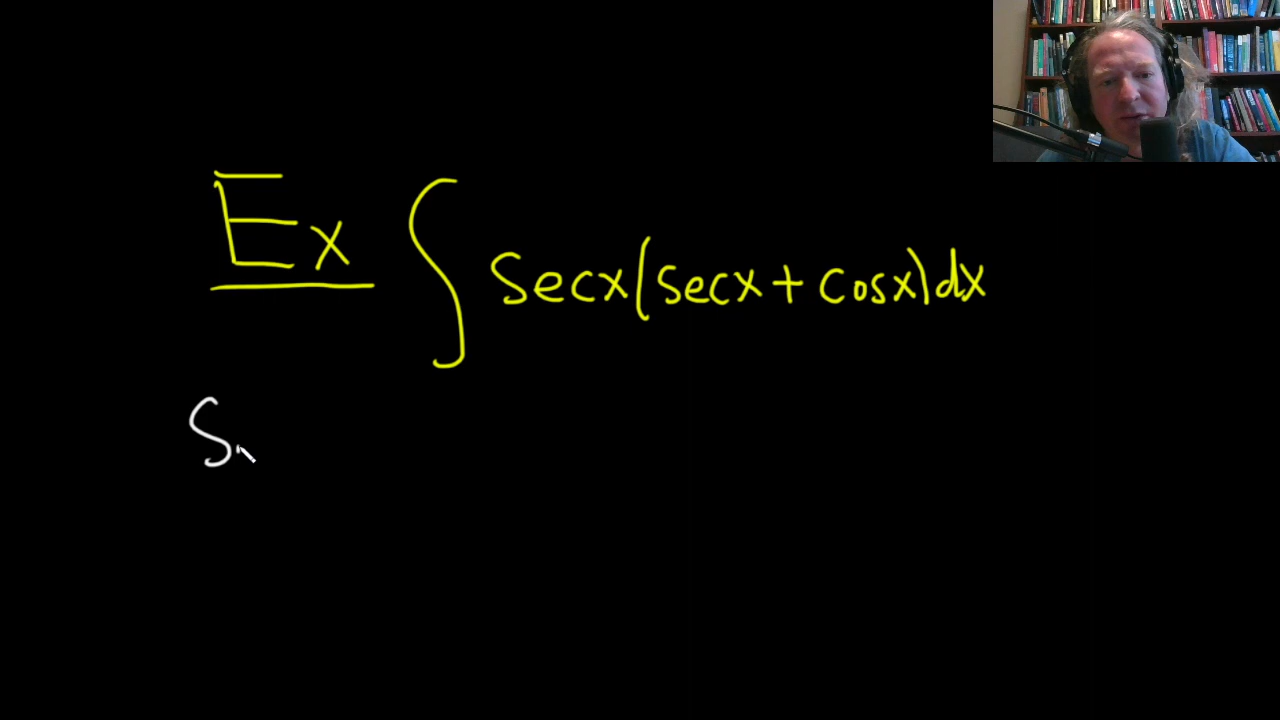 Ex ∫ Secx(secx + cosx)dx